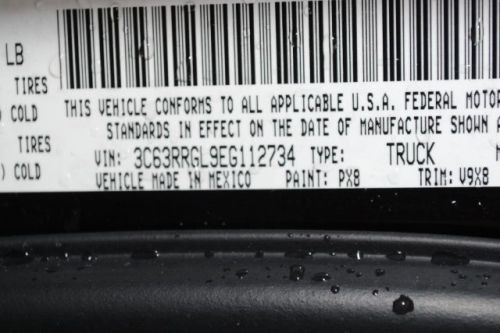 LB
TIRES
) COLD THIS VEHICLE CONFORMS TO ALL APPLICABLE U.S.A. FEDERAL MOTOR
STANDARDS IN EFFECT ON THE DATE OF MANUFACTURE SHOWN A
TIRES VIN: 3C63RRGL9EG112734 TYPE: TRUCK M
) COLD VEHICLE MADE IN MEXICO PAINT: PX8 TRIM: V9X8